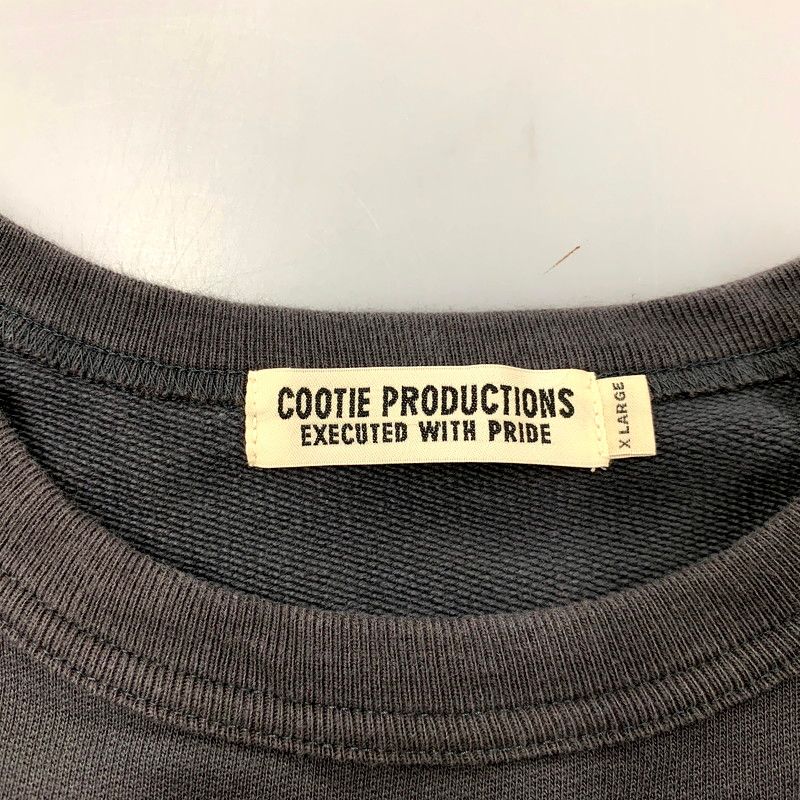 COOTIE PRODUCTIONS
EXECUTED WITH PRIDE
X LARGE